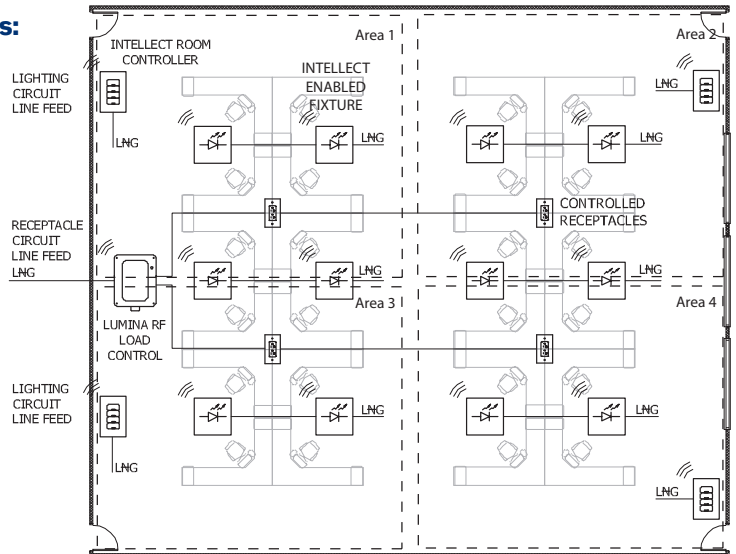 s:
Area 1
Area 2
INTELLECT ROOM
CONTROLLER
INTELLECT
ENABLED
FIXTURE
LIGHTING
CIRCUIT
LINE FEED
LNG
LNG
LNG
LNG
CONTROLLED
RECEPTACLES
RECEPTACLE
CIRCUIT
LINE FEED
LNG
LNG
LNG
Area 3
Area 4
LUMINA RF
LOAD
CONTROL
LIGHTING
CIRCUIT
LINE FEED
LNG
LNG
LNG
LNG